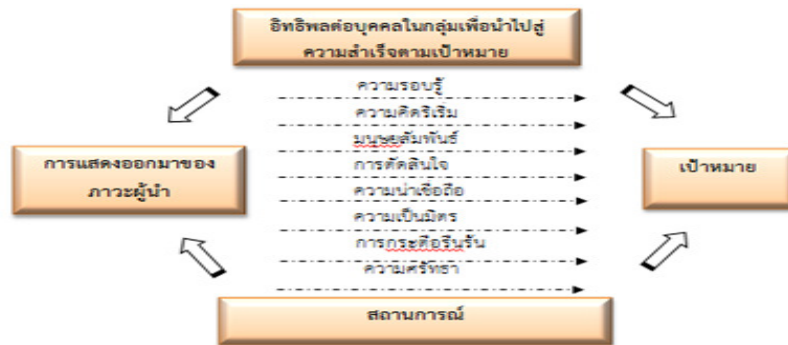 อิทธิพลต่อบุคคลในกลุ่มเพื่อนำไปสู่
ความสำเร็จตามเป้าหมาย
ความรอบรู้
ความคิดริเริ่ม
มนุษยสัมพันธ์
การแสดงออกมาของ
ภาวะผู้นำ
การตัดสินใจ
ความน่าเชื่อถือ
ความเป็นมิตร
การกระตือรืนรัน
ความศรัทธา
เป้าหมาย
สถานการณ์